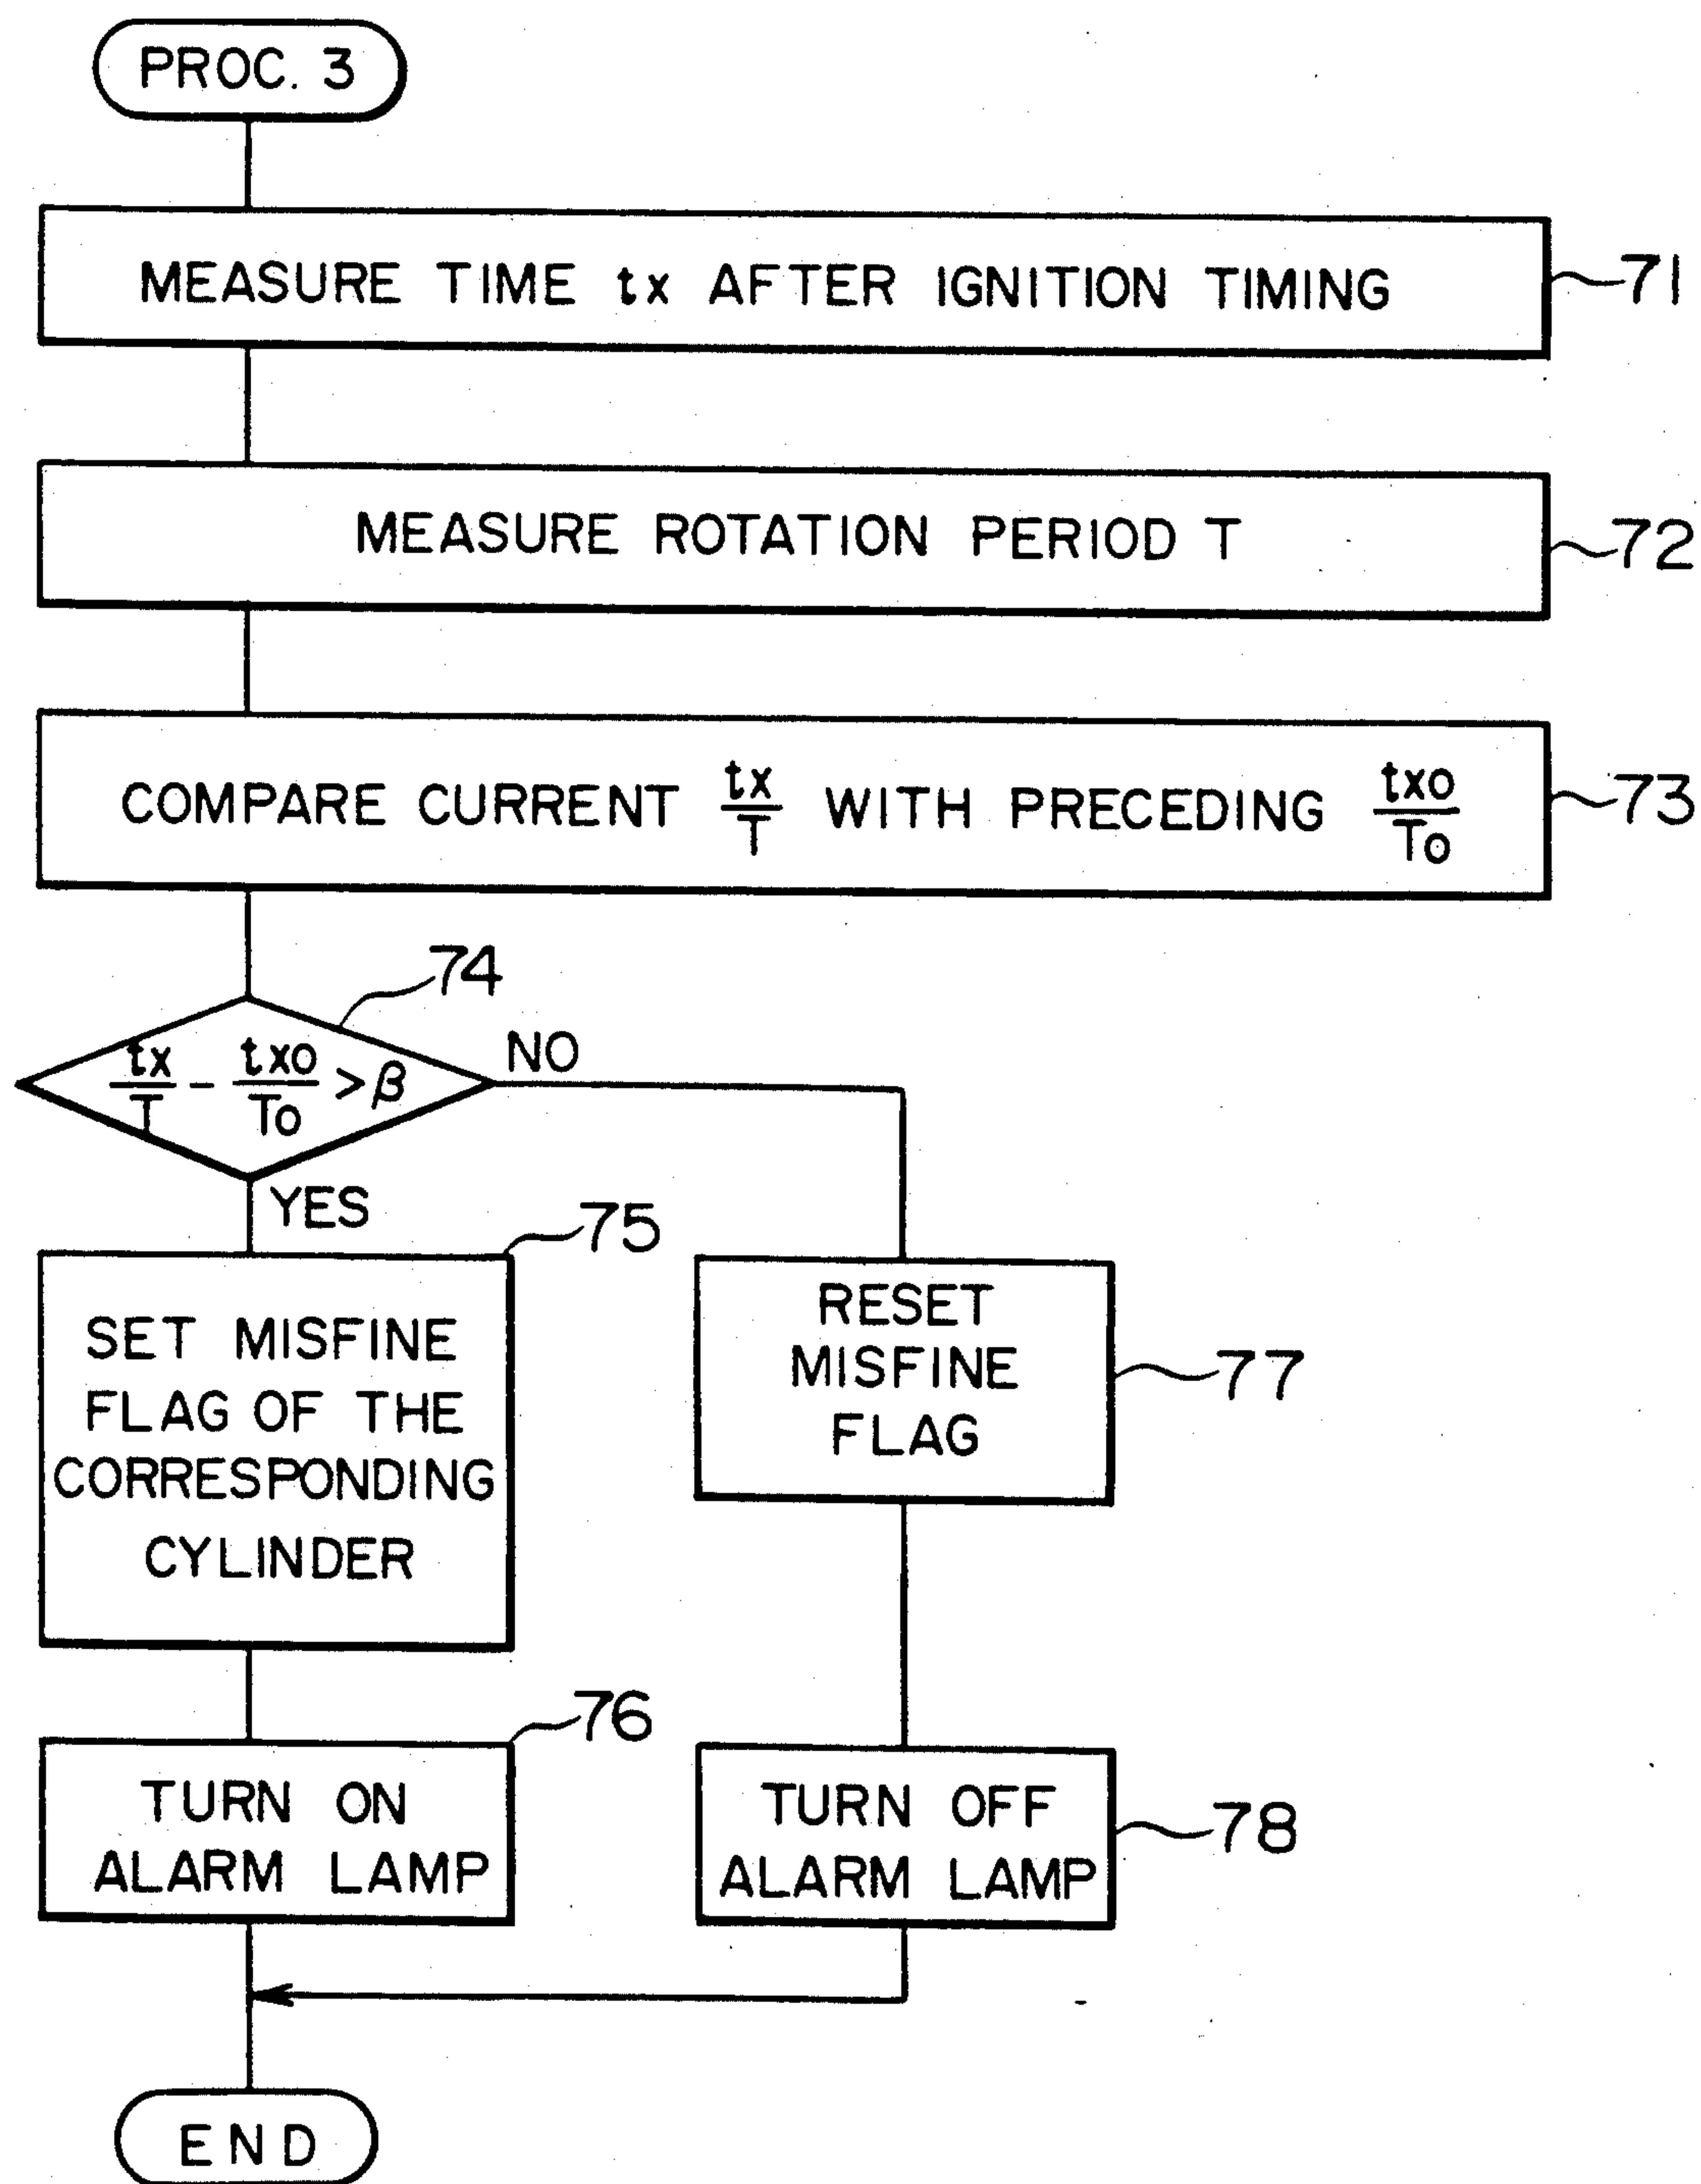 PROC. 3
MEASURE TIME tx AFTER IGNITION TIMING
71
MEASURE ROTATION PERIOD T
72
COMPARE CURRENT tx/T WITH PRECEDING txo/To
73
74
tx/T - txo/To > β
NO
YES
75
SET MISFINE
FLAG OF THE
CORRESPONDING
CYLINDER
RESET
MISFINE
FLAG
77
76
TURN ON
ALARM LAMP
TURN OFF
ALARM LAMP
78
END